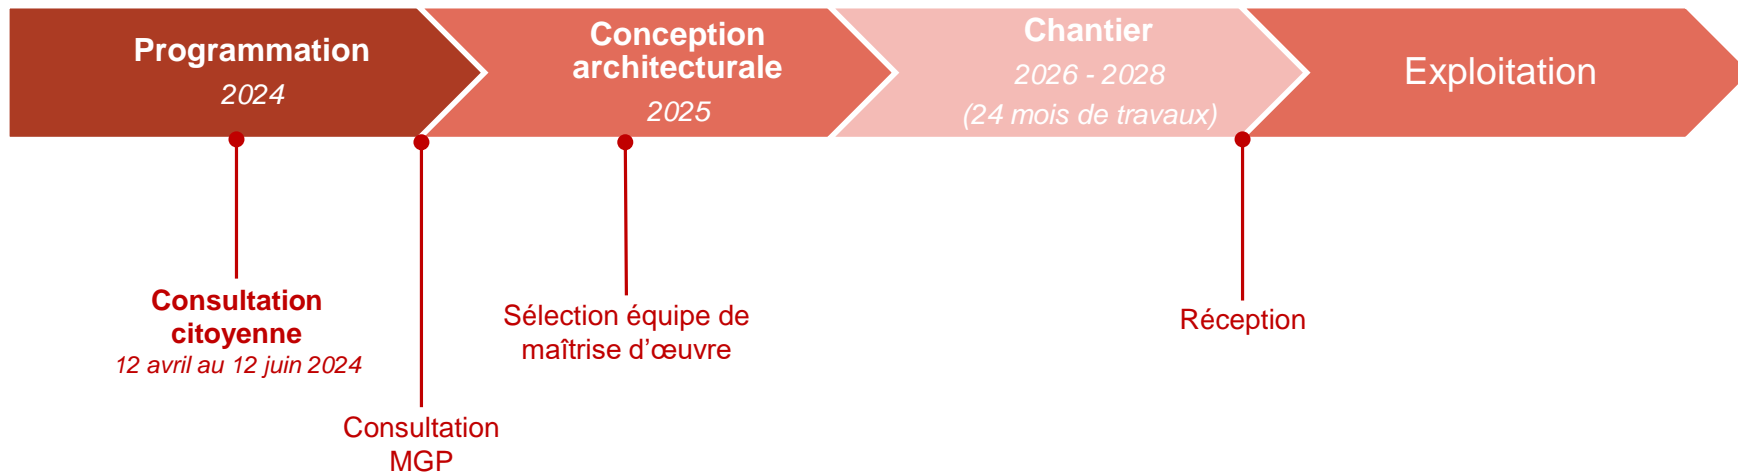 Programmation
2024
Conception
architecturale
2025
Chantier
2026 - 2028
(24 mois de travaux)
Exploitation
Consultation
citoyenne
12 avril au 12 juin 2024
Consultation
MGP
Sélection équipe de
maîtrise d’œuvre
Réception